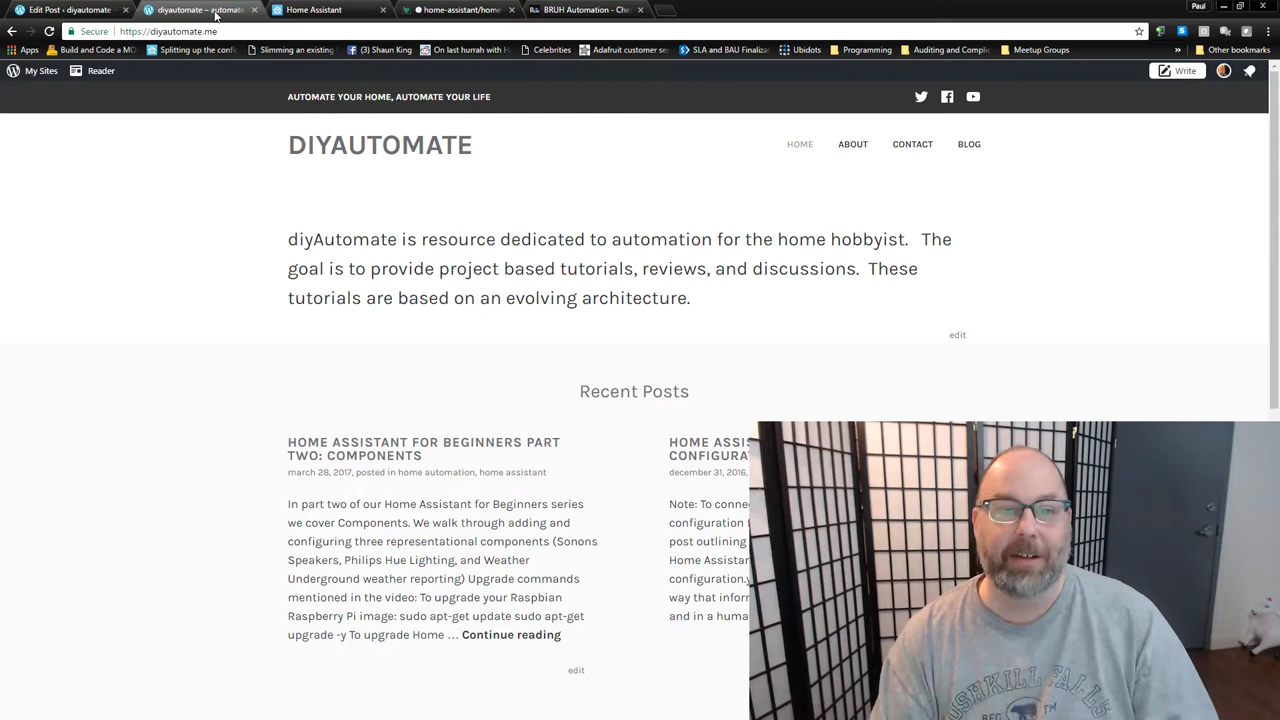 Paul
Edit Post ‹ diyautomate
diyautomate – automate
Home Assistant
home-assistant/home
BRUH Automation - Che
Secure
https://diyautomate.me
Apps
Build and Code a MO
Splitting up the confi
Slimming an existing
(3) Shaun King
On last hurrah with H
Celebrities
Adafruit customer ser
SLA and BAU Finaliza
Ubidots
Programming
Auditing and Compli
Meetup Groups
»
Other bookmarks
My Sites
Reader
Write
AUTOMATE YOUR HOME, AUTOMATE YOUR LIFE
DIYAUTOMATE
HOME ABOUT CONTACT BLOG
diyAutomate is resource dedicated to automation for the home hobbyist. The
goal is to provide project based tutorials, reviews, and discussions. These
tutorials are based on an evolving architecture.
edit
Recent Posts
HOME ASSISTANT FOR BEGINNERS PART
TWO: COMPONENTS
march 28, 2017, posted in home automation, home assistant
In part two of our Home Assistant for Beginners series
we cover Components. We walk through adding and
configuring three representational components (Sonons
Speakers, Philips Hue Lighting, and Weather
Underground weather reporting) Upgrade commands
mentioned in the video: To upgrade your Raspbian
Raspberry Pi image: sudo apt-get update sudo apt-get
upgrade -y To upgrade Home … Continue reading
edit
HOME ASSIS
CONFIGURA
december 31, 2016,
Note: To conne
configuration f
post outlining
Home Assistan
configuration.y
way that infor
and in a huma